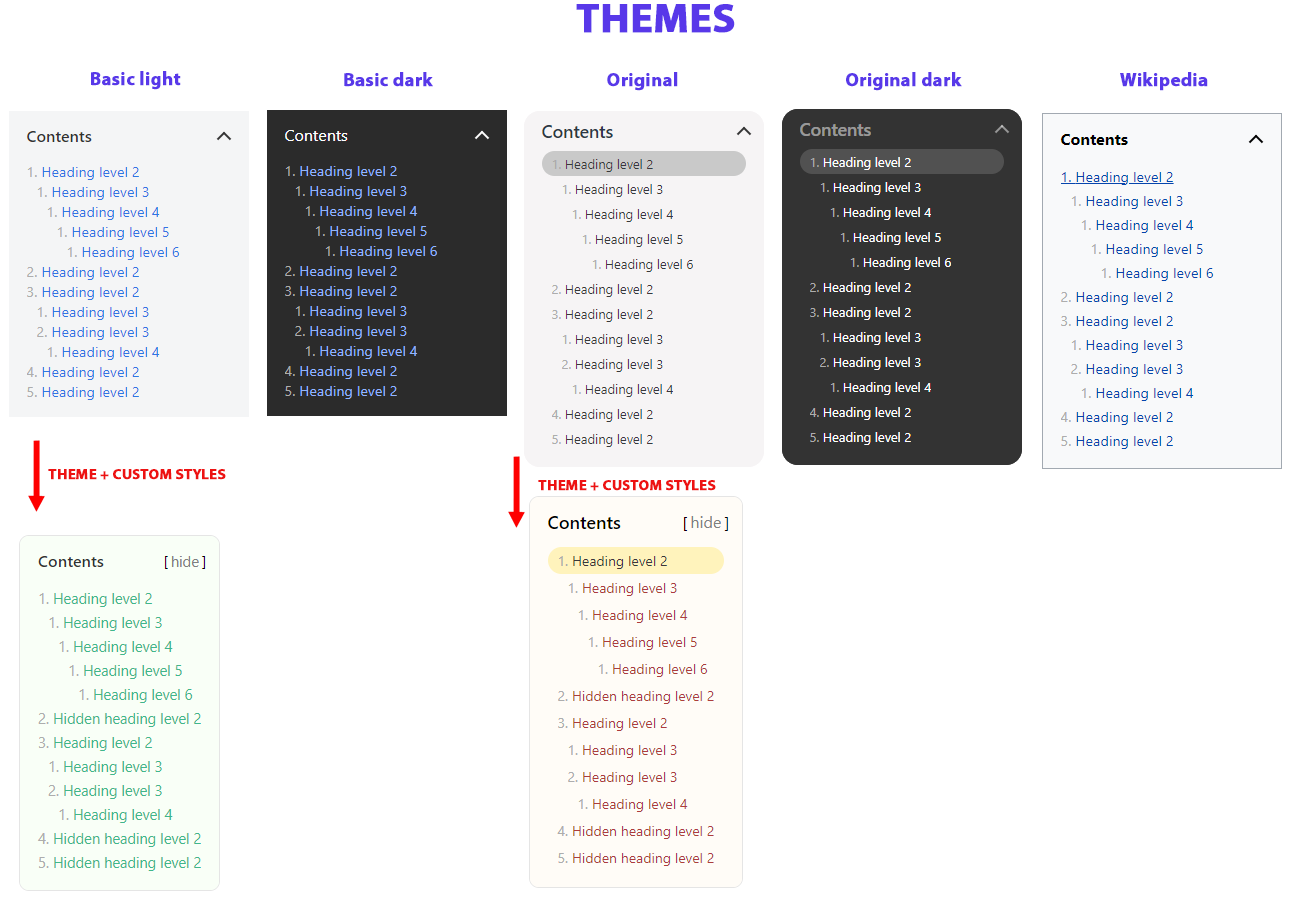 THEMES
Basic light
Basic dark
Original
Original dark
Wikipedia
Contents
1. Heading level 2
1. Heading level 3
1. Heading level 4
1. Heading level 5
1. Heading level 6
2. Heading level 2
3. Heading level 2
1. Heading level 3
2. Heading level 3
1. Heading level 4
4. Heading level 2
5. Heading level 2
Contents
1. Heading level 2
1. Heading level 3
1. Heading level 4
1. Heading level 5
1. Heading level 6
2. Heading level 2
3. Heading level 2
1. Heading level 3
2. Heading level 3
1. Heading level 4
4. Heading level 2
5. Heading level 2
Contents
1. Heading level 2
1. Heading level 3
1. Heading level 4
1. Heading level 5
1. Heading level 6
2. Heading level 2
3. Heading level 2
1. Heading level 3
2. Heading level 3
1. Heading level 4
4. Heading level 2
5. Heading level 2
Contents
1. Heading level 2
1. Heading level 3
1. Heading level 4
1. Heading level 5
1. Heading level 6
2. Heading level 2
3. Heading level 2
1. Heading level 3
2. Heading level 3
1. Heading level 4
4. Heading level 2
5. Heading level 2
Contents
1. Heading level 2
1. Heading level 3
1. Heading level 4
1. Heading level 5
1. Heading level 6
2. Heading level 2
3. Heading level 2
1. Heading level 3
2. Heading level 3
1. Heading level 4
4. Heading level 2
5. Heading level 2
THEME + CUSTOM STYLES
Contents [ hide ]
1. Heading level 2
1. Heading level 3
1. Heading level 4
1. Heading level 5
1. Heading level 6
2. Hidden heading level 2
3. Heading level 2
1. Heading level 3
2. Heading level 3
1. Heading level 4
4. Hidden heading level 2
5. Hidden heading level 2
THEME + CUSTOM STYLES
Contents [ hide ]
1. Heading level 2
1. Heading level 3
1. Heading level 4
1. Heading level 5
1. Heading level 6
2. Hidden heading level 2
3. Heading level 2
1. Heading level 3
2. Heading level 3
1. Heading level 4
4. Hidden heading level 2
5. Hidden heading level 2